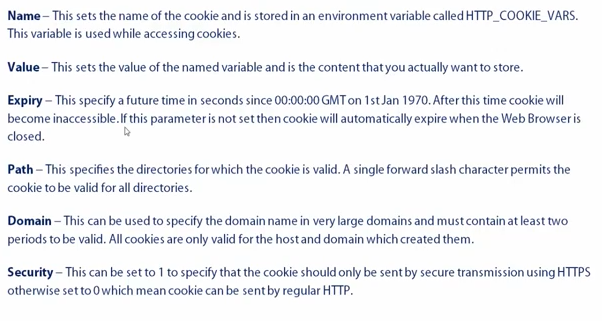 Name – This sets the name of the cookie and is stored in an environment variable called HTTP_COOKIE_VARS.
This variable is used while accessing cookies.
Value – This sets the value of the named variable and is the content that you actually want to store.
Expiry – This specify a future time in seconds since 00:00:00 GMT on 1st Jan 1970. After this time cookie will
become inaccessible. If this parameter is not set then cookie will automatically expire when the Web Browser is
closed.
Path – This specifies the directories for which the cookie is valid. A single forward slash character permits the
cookie to be valid for all directories.
Domain – This can be used to specify the domain name in very large domains and must contain at least two
periods to be valid. All cookies are only valid for the host and domain which created them.
Security – This can be set to 1 to specify that the cookie should only be sent by secure transmission using HTTPS
otherwise set to 0 which mean cookie can be sent by regular HTTP.